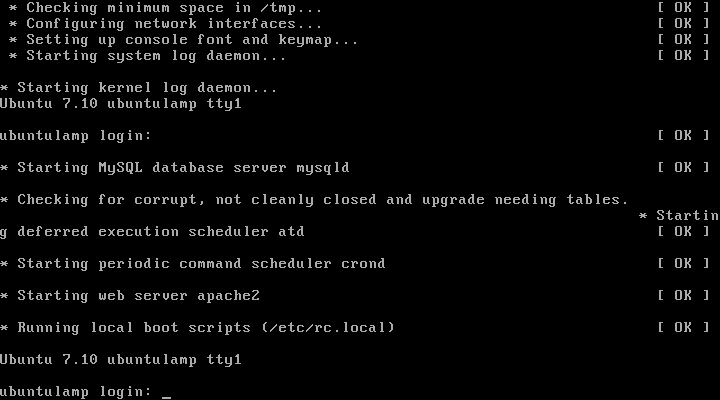 * Checking minimum space in /tmp... [ OK ]
* Configuring network interfaces... [ OK ]
* Setting up console font and keymap... [ OK ]
* Starting system log daemon... [ OK ]
* Starting kernel log daemon...
Ubuntu 7.10 ubuntulamp tty1
ubuntulamp login: [ OK ]
* Starting MySQL database server mysqld [ OK ]
* Checking for corrupt, not cleanly closed and upgrade needing tables.
* Startin
g deferred execution scheduler atd [ OK ]
* Starting periodic command scheduler crond [ OK ]
* Starting web server apache2 [ OK ]
* Running local boot scripts (/etc/rc.local) [ OK ]
Ubuntu 7.10 ubuntulamp tty1
ubuntulamp login: _